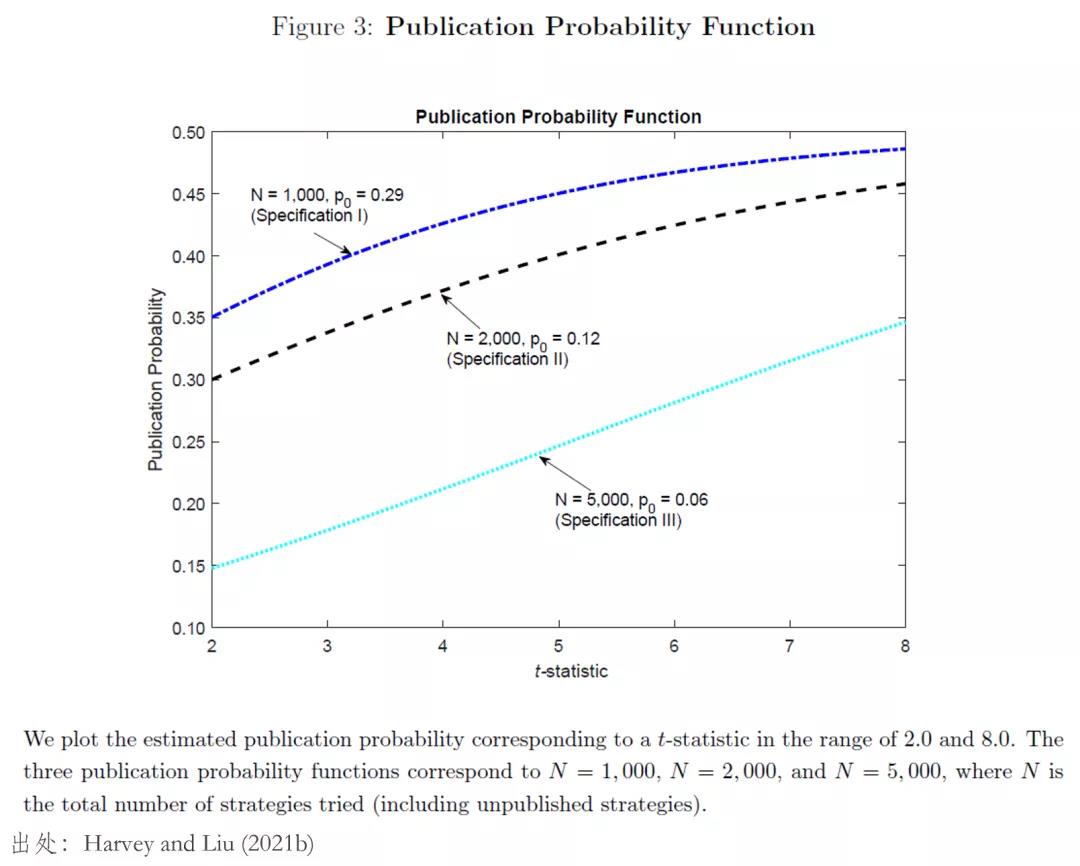 Figure 3: Publication Probability Function
Publication Probability Function
0.50
0.45
0.40
0.35
0.30
0.25
0.20
0.15
0.10
Publication Probability
N = 1,000, p0 = 0.29
(Specification I)
N = 2,000, p0 = 0.12
(Specification II)
N = 5,000, p0 = 0.06
(Specification III)
2 3 4 5 6 7 8
t-statistic
We plot the estimated publication probability corresponding to a t-statistic in the range of 2.0 and 8.0. The
three publication probability functions correspond to N = 1,000, N = 2,000, and N = 5,000, where N is
the total number of strategies tried (including unpublished strategies).
出处：Harvey and Liu (2021b)